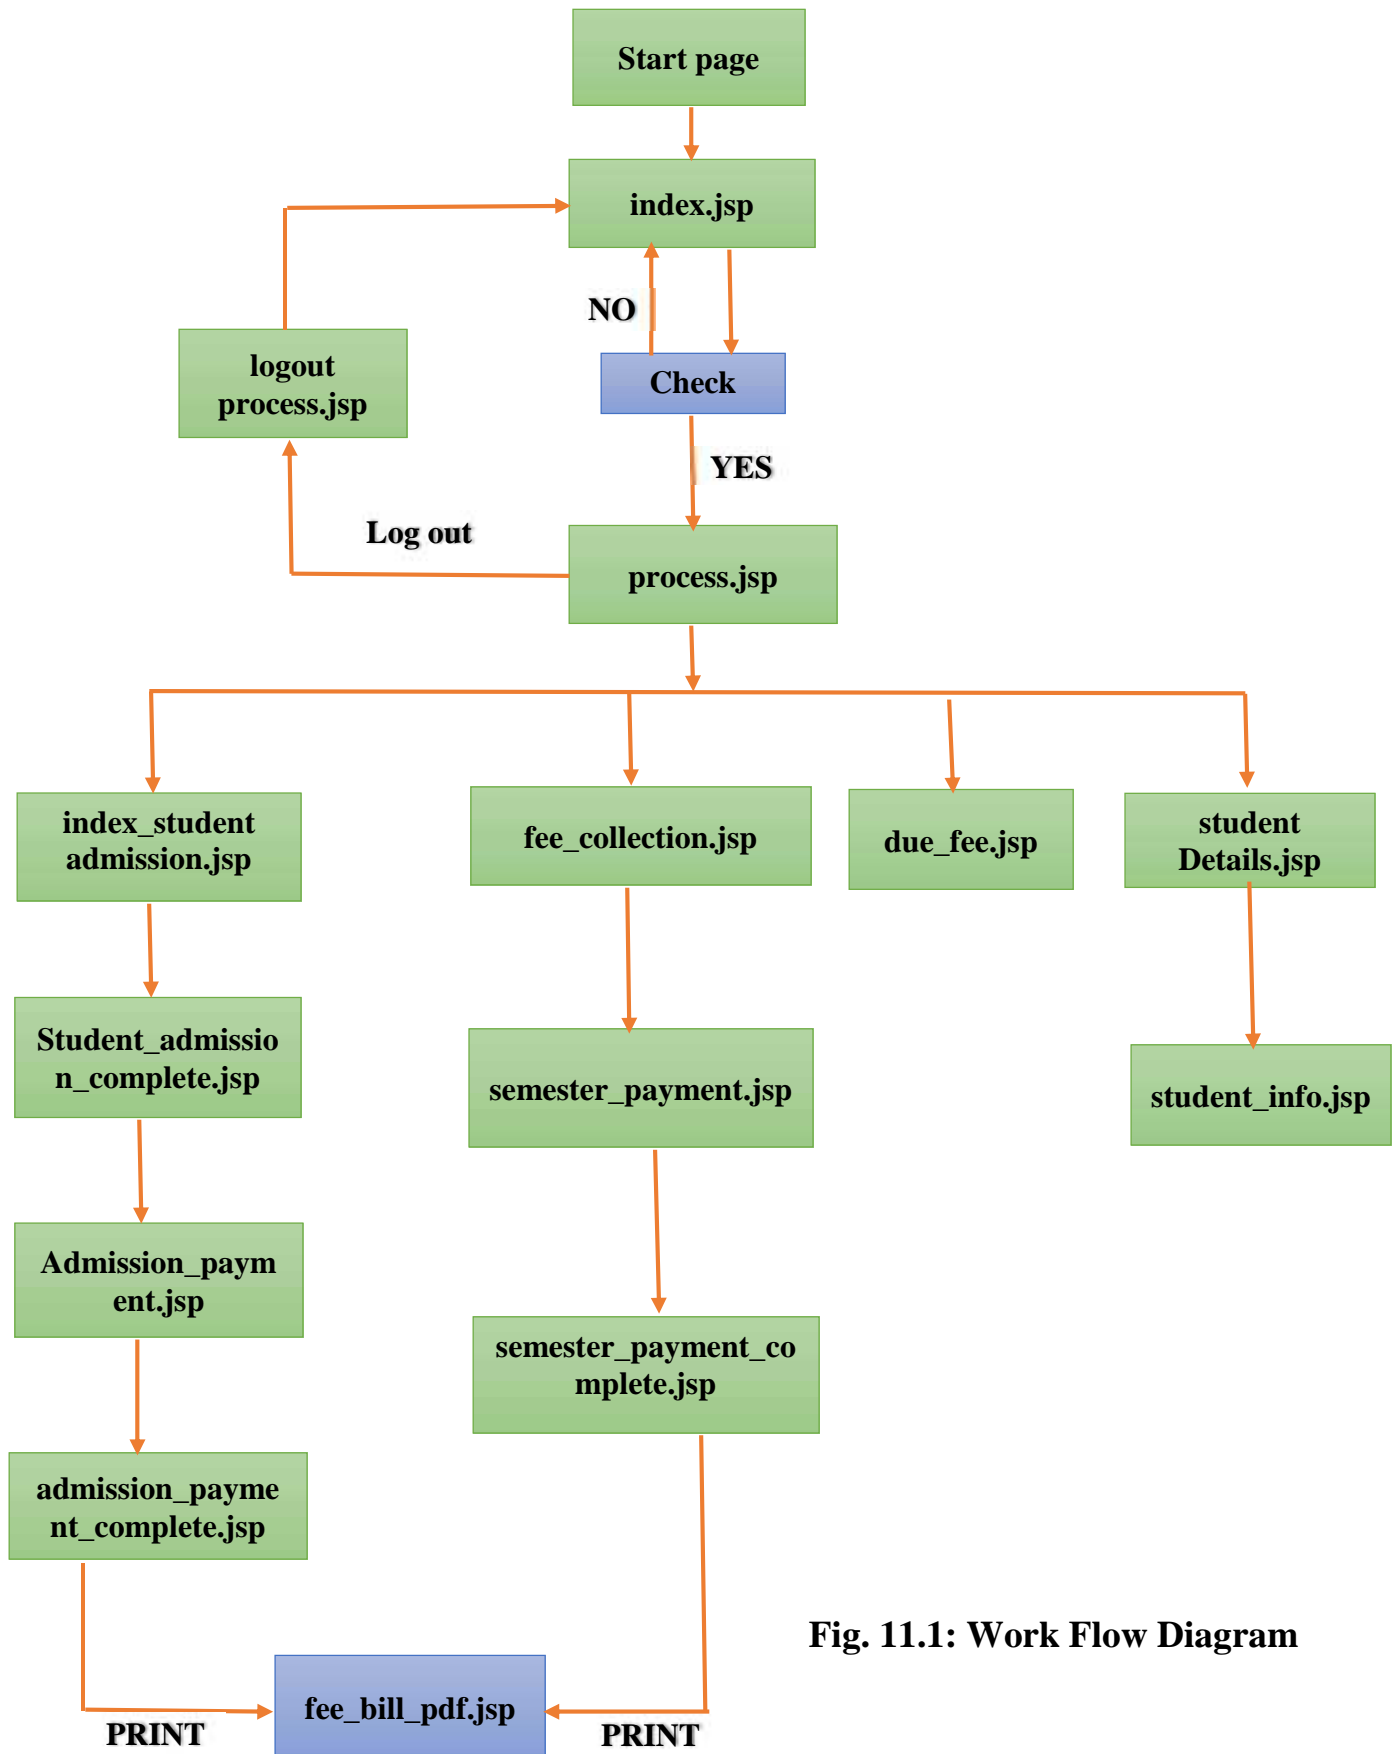 Start page
index.jsp
NO
logout
process.jsp
Check
YES
Log out
process.jsp
index_student
admission.jsp
fee_collection.jsp
due_fee.jsp
student
Details.jsp
Student_admissio
n_complete.jsp
semester_payment.jsp
student_info.jsp
Admission_paym
ent.jsp
semester_payment_co
mplete.jsp
admission_payme
nt_complete.jsp
Fig. 11.1: Work Flow Diagram
fee_bill_pdf.jsp
PRINT
PRINT